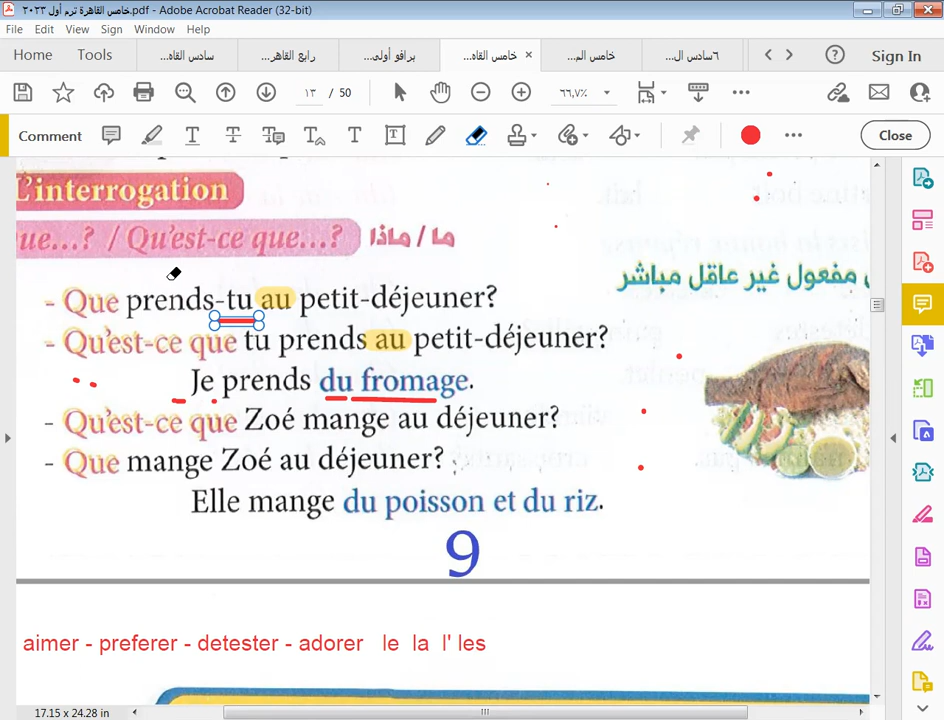 خامس القاهرة ترم أول ٢٠٢٣.pdf - Adobe Acrobat Reader (32-bit)
File Edit View Sign Window Help
Home Tools سادس القاه... رابع القاهر... برافو أولى... خامس القاه... × خامس الم... ٦سادس ال... Sign In
١٣ / 50 ٦٦,٧%
Comment Close
L'interrogation
ue...? / Qu'est-ce que...? ما / ماذا
مفعول غير عاقل مباشر
- Que prends-tu au petit-déjeuner?
- Qu'est-ce que tu prends au petit-déjeuner?
Je prends du fromage.
- Qu'est-ce que Zoé mange au déjeuner?
- Que mange Zoé au déjeuner?
Elle mange du poisson et du riz.
9
aimer - preferer - detester - adorer le la l' les
17.15 x 24.28 in